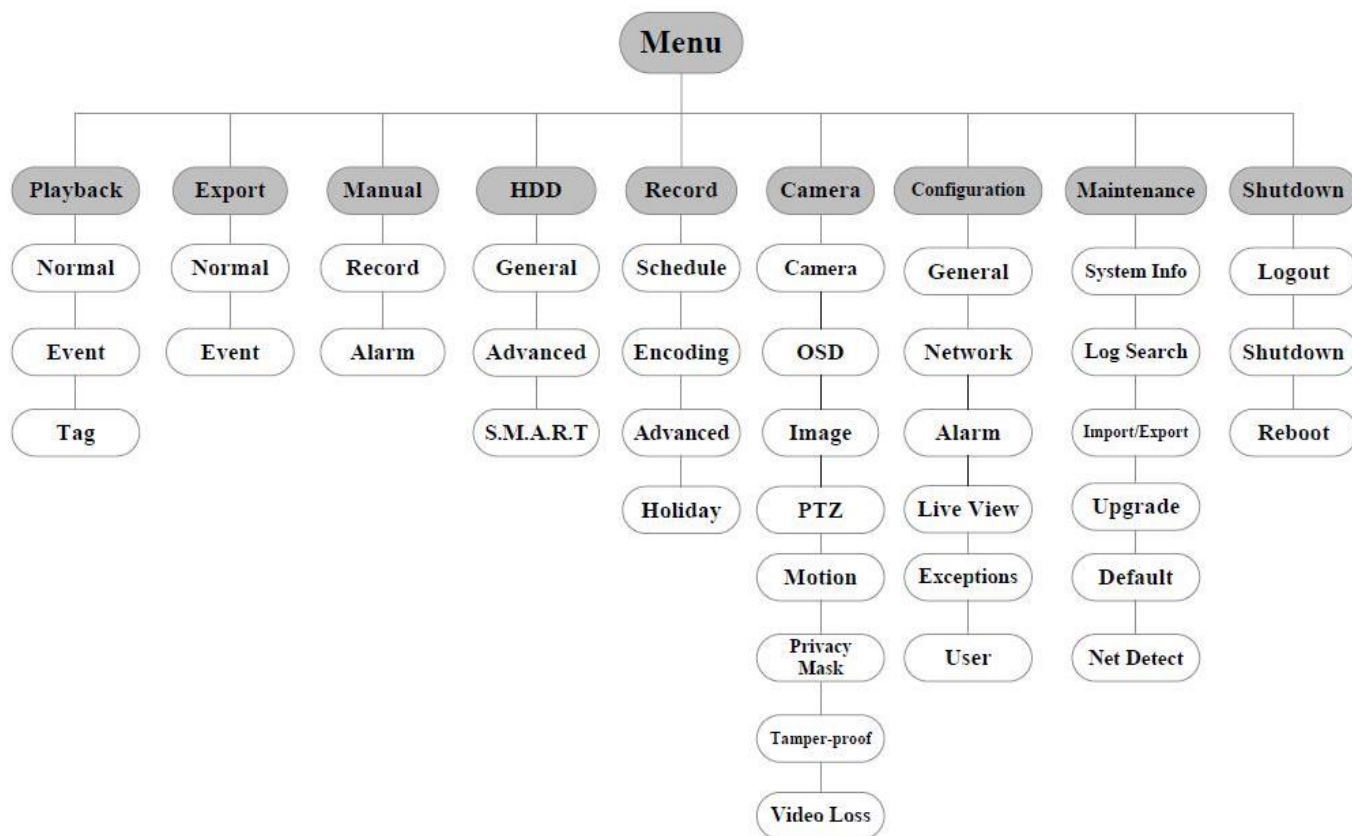 Menu
Playback
Export
Manual
HDD
Record
Camera
Configuration
Maintenance
Shutdown
Normal
Normal
Record
General
Schedule
Camera
General
System Info
Logout
Event
Event
Alarm
Advanced
Encoding
OSD
Network
Log Search
Shutdown
Tag
S.M.A.R.T
Advanced
Image
Alarm
Import/Export
Reboot
Holiday
PTZ
Live View
Upgrade
Motion
Exceptions
Default
Privacy
Mask
User
Net Detect
Tamper-proof
Video Loss